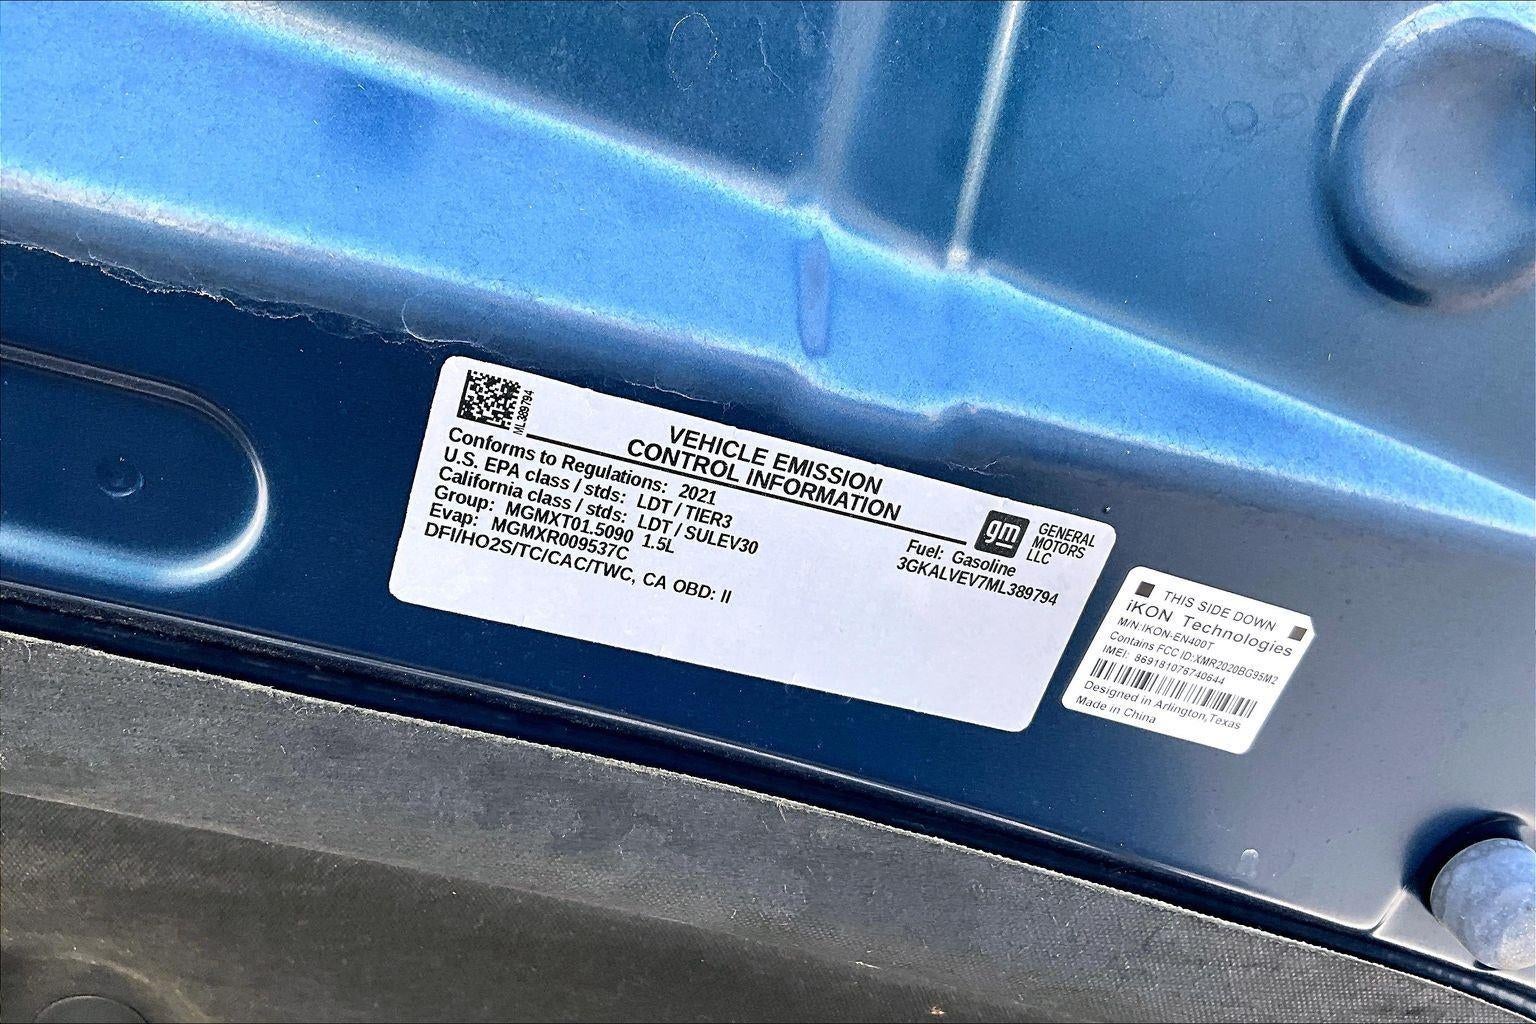 ML389794
VEHICLE EMISSION
CONTROL INFORMATION
Conforms to Regulations: 2021
U.S. EPA class / stds: LDT / TIER3
California class / stds: LDT / SULEV30
Group: MGMXT01.5090 1.5L
Evap: MGMXR009537C
DFI/HO2S/TC/CAC/TWC, CA OBD: II
gm
GENERAL
MOTORS
LLC
Fuel: Gasoline
3GKALVEV7ML389794
THIS SIDE DOWN
iKON Technologies
M/N:IKON-EN400T
Contains FCC ID:XMR2020BG95M2
IMEI: 869181076740644
Designed in Arlington,Texas
Made in China